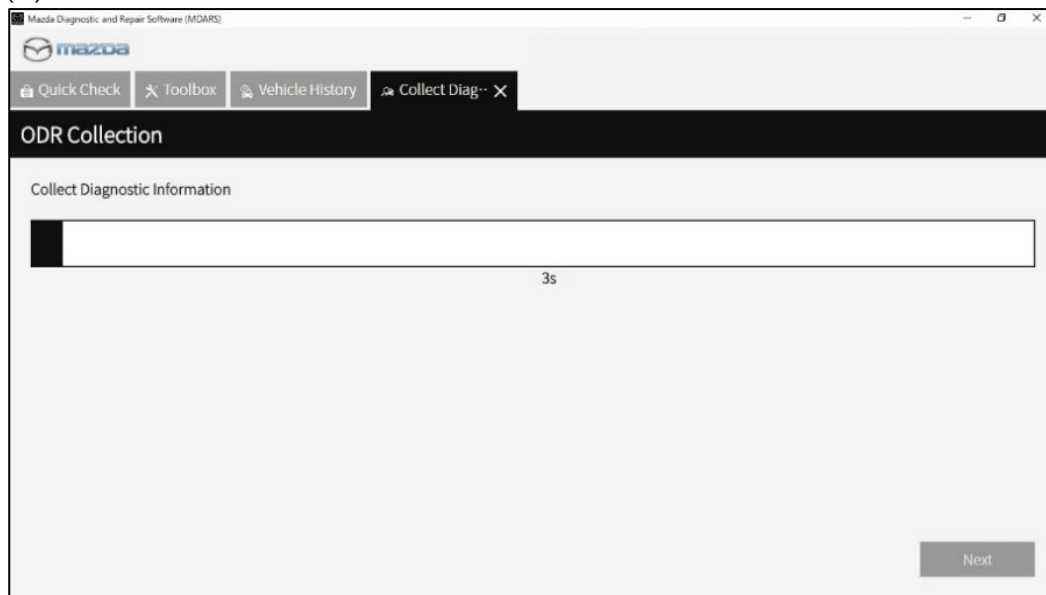 Mazda Diagnostic and Repair Software (MDARS)
mazda
Quick Check Toolbox Vehicle History Collect Diag·· X
ODR Collection
Collect Diagnostic Information
3s
Next